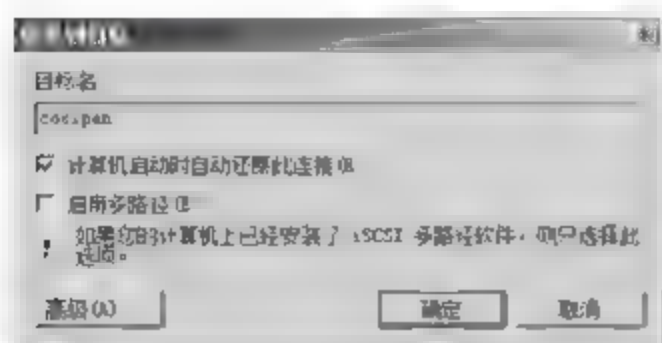 目标名
计算机启动时自动还原此连接
启用多路径(E)
如果您的计算机上已经安装了 iSCSI 多路径软件，则只选择此
选项。
高级(A)
确定
取消